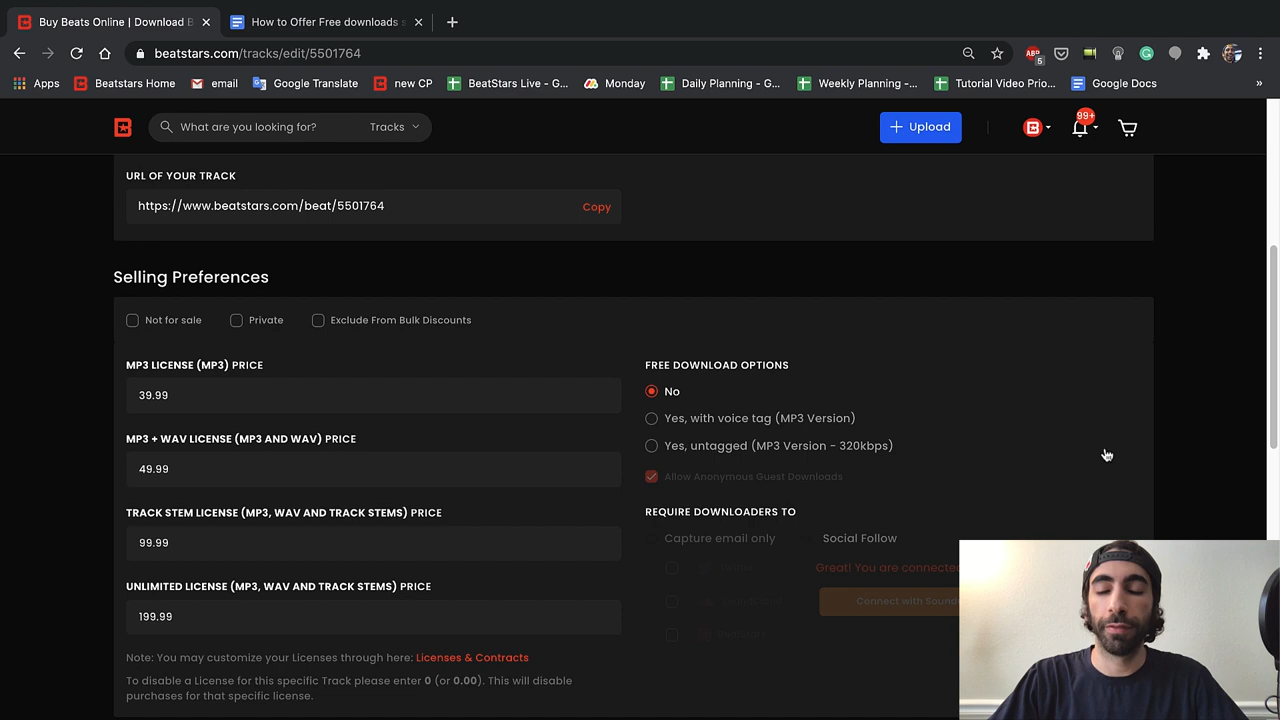 Buy Beats Online | Download B
How to Offer Free downloads s
beatstars.com/tracks/edit/5501764
ABP
5
Apps
Beatstars Home
email
Google Translate
new CP
BeatStars Live - G...
Monday
Daily Planning - G...
Weekly Planning -...
Tutorial Video Prio...
Google Docs
»
What are you looking for?
Tracks
+ Upload
99+
URL OF YOUR TRACK
https://www.beatstars.com/beat/5501764
Copy
Selling Preferences
Not for sale
Private
Exclude From Bulk Discounts
MP3 LICENSE (MP3) PRICE
39.99
MP3 + WAV LICENSE (MP3 AND WAV) PRICE
49.99
TRACK STEM LICENSE (MP3, WAV AND TRACK STEMS) PRICE
99.99
UNLIMITED LICENSE (MP3, WAV AND TRACK STEMS) PRICE
199.99
Note: You may customize your Licenses through here: Licenses & Contracts
To disable a License for this specific Track please enter 0 (or 0.00). This will disable
purchases for that specific license.
FREE DOWNLOAD OPTIONS
No
Yes, with voice tag (MP3 Version)
Yes, untagged (MP3 Version - 320kbps)
Allow Anonymous Guest Downloads
REQUIRE DOWNLOADERS TO
Capture email only
Social Follow
Great! You are connected
Connect with Sound